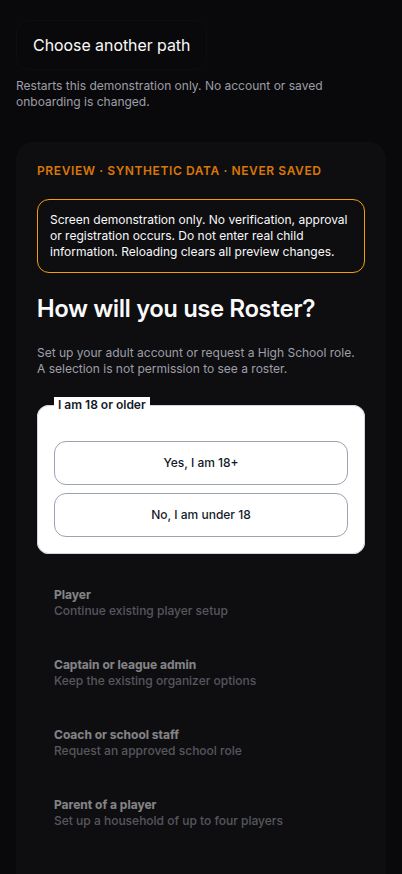 Choose another path
Restarts this demonstration only. No account or saved
onboarding is changed.
PREVIEW · SYNTHETIC DATA · NEVER SAVED
Screen demonstration only. No verification, approval
or registration occurs. Do not enter real child
information. Reloading clears all preview changes.
How will you use Roster?
Set up your adult account or request a High School role.
A selection is not permission to see a roster.
I am 18 or older
Yes, I am 18+
No, I am under 18
Player
Continue existing player setup
Captain or league admin
Keep the existing organizer options
Coach or school staff
Request an approved school role
Parent of a player
Set up a household of up to four players